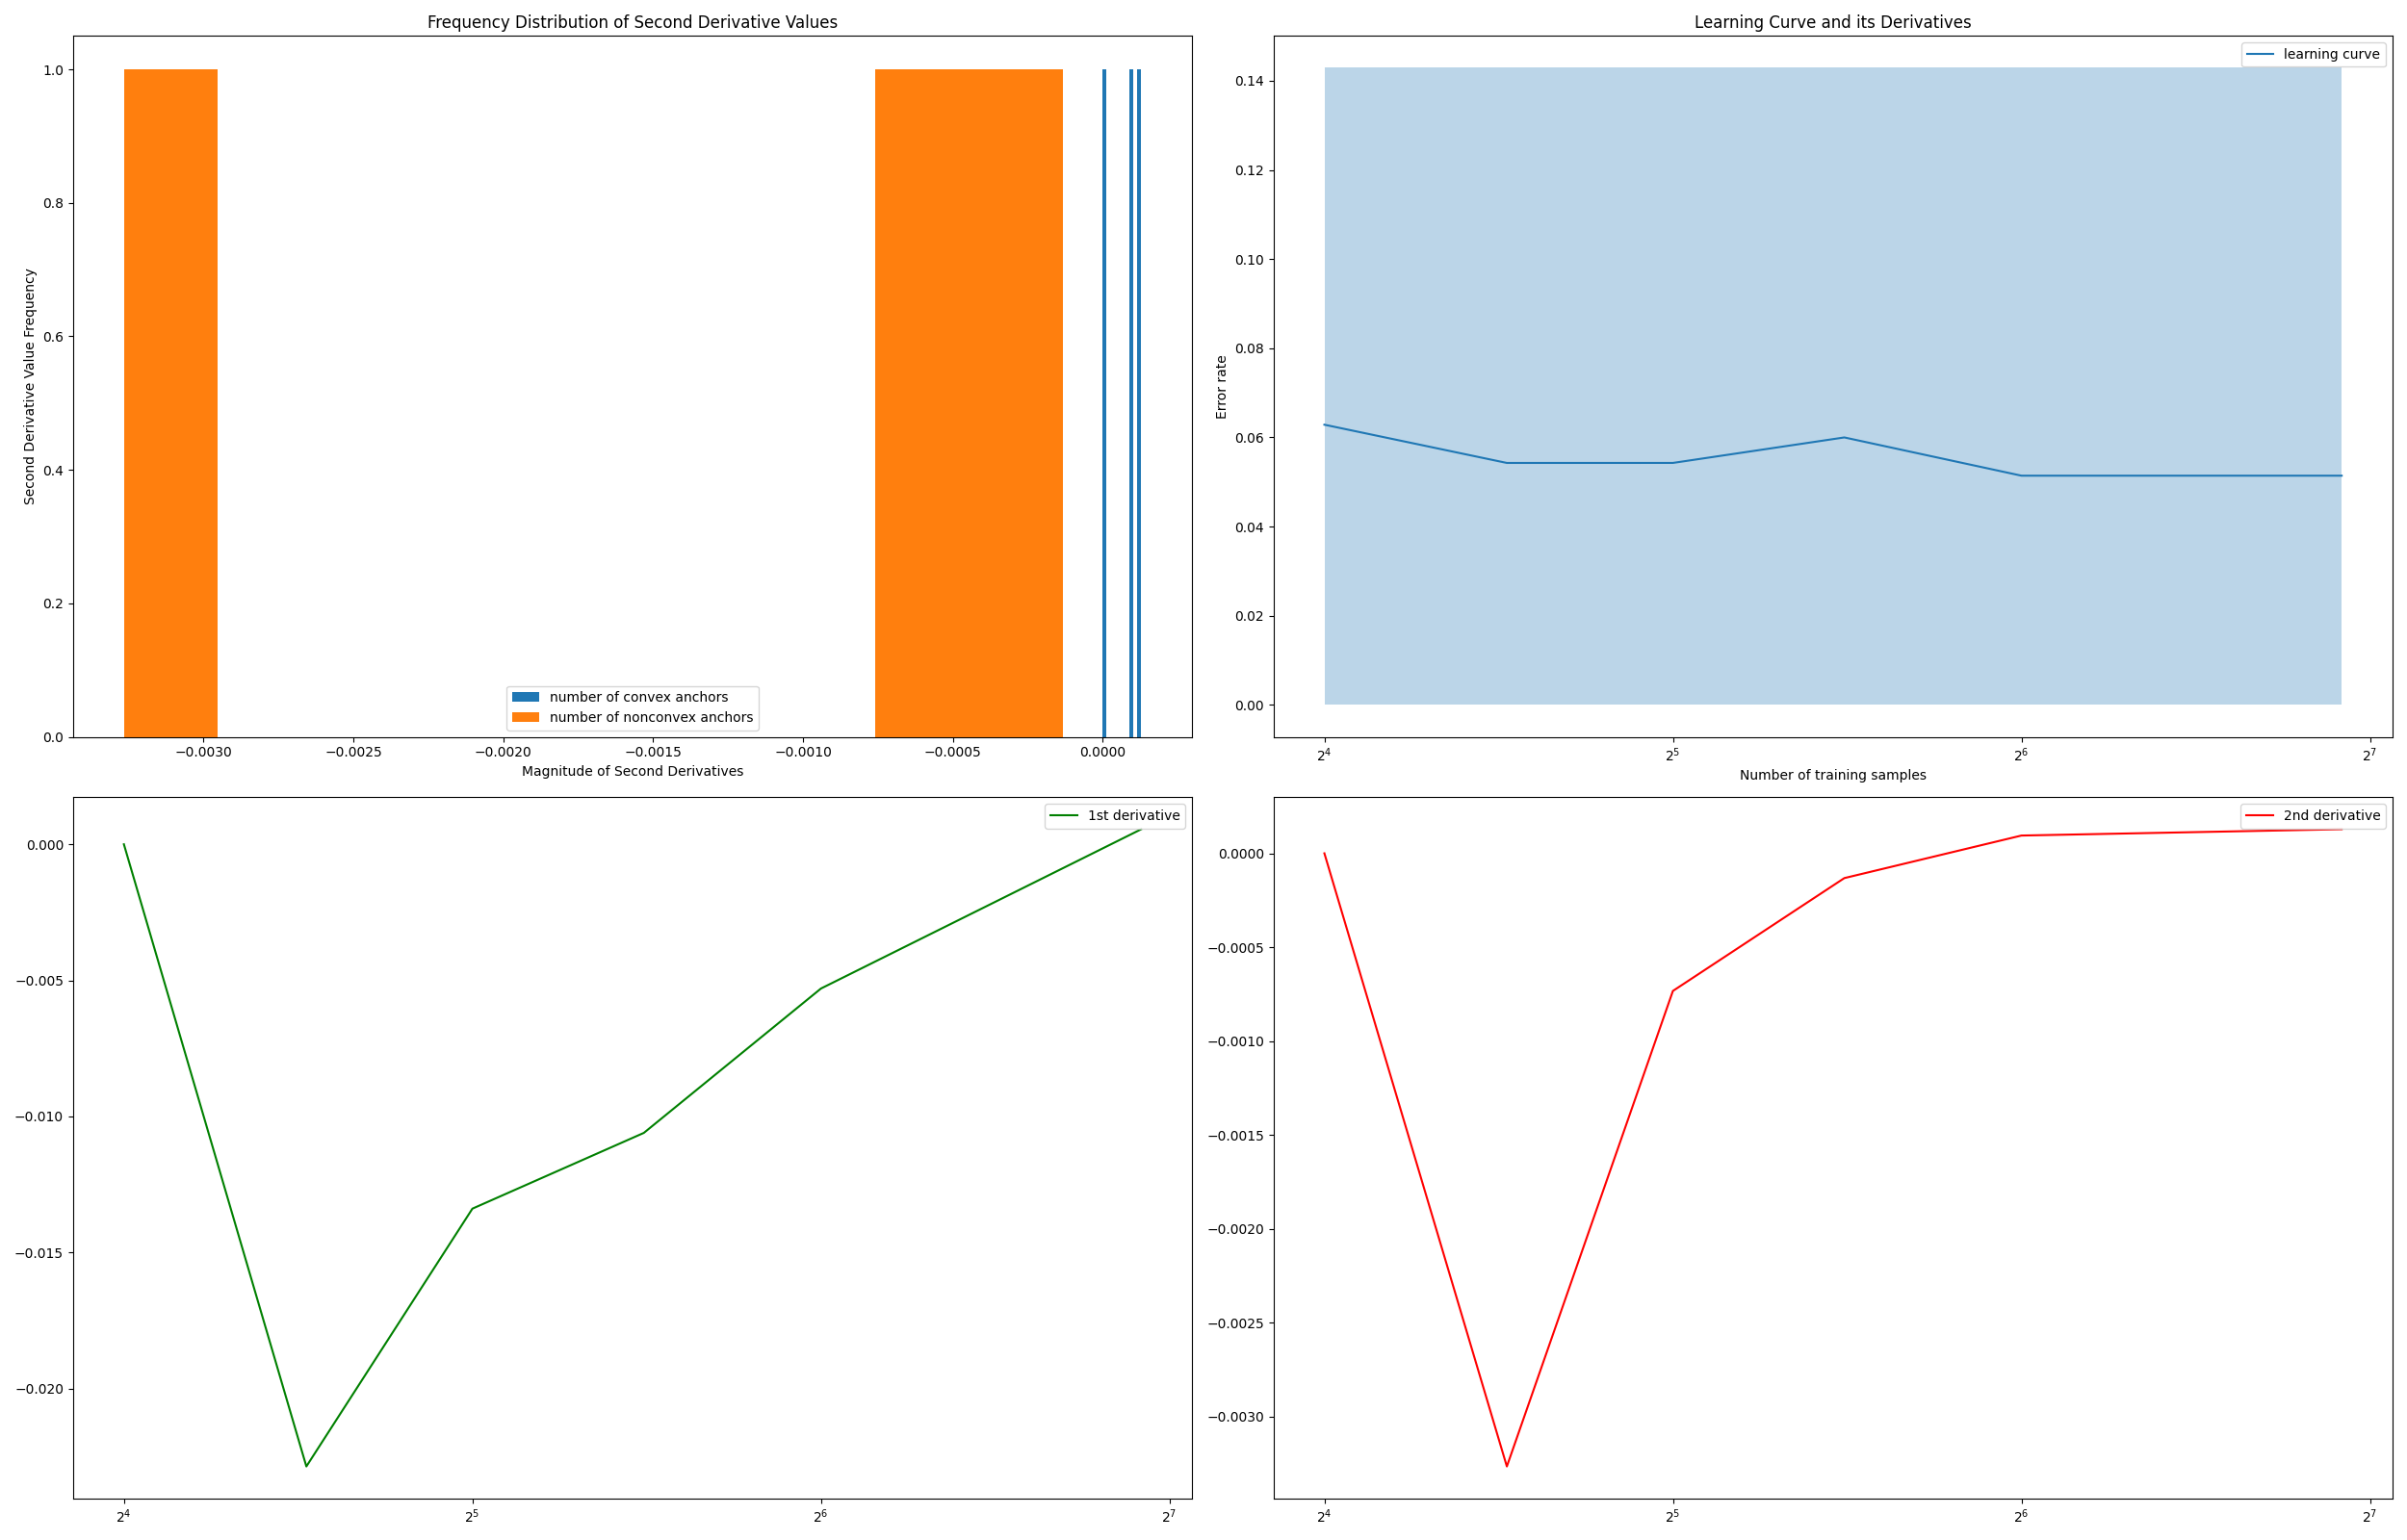 Frequency Distribution of Second Derivative Values
1.0
0.8
0.6
0.4
0.2
0.0
Second Derivative Value Frequency
number of convex anchors
number of nonconvex anchors
−0.0030 −0.0025 −0.0020 −0.0015 −0.0010 −0.0005 0.0000
Magnitude of Second Derivatives
Learning Curve and its Derivatives
learning curve
0.14
0.12
0.10
0.08
0.06
0.04
0.02
0.00
Error rate
2⁴ 2⁵ 2⁶ 2⁷
Number of training samples
1st derivative
0.000
−0.005
−0.010
−0.015
−0.020
2⁴ 2⁵ 2⁶ 2⁷
2nd derivative
0.0000
−0.0005
−0.0010
−0.0015
−0.0020
−0.0025
−0.0030
2⁴ 2⁵ 2⁶ 2⁷